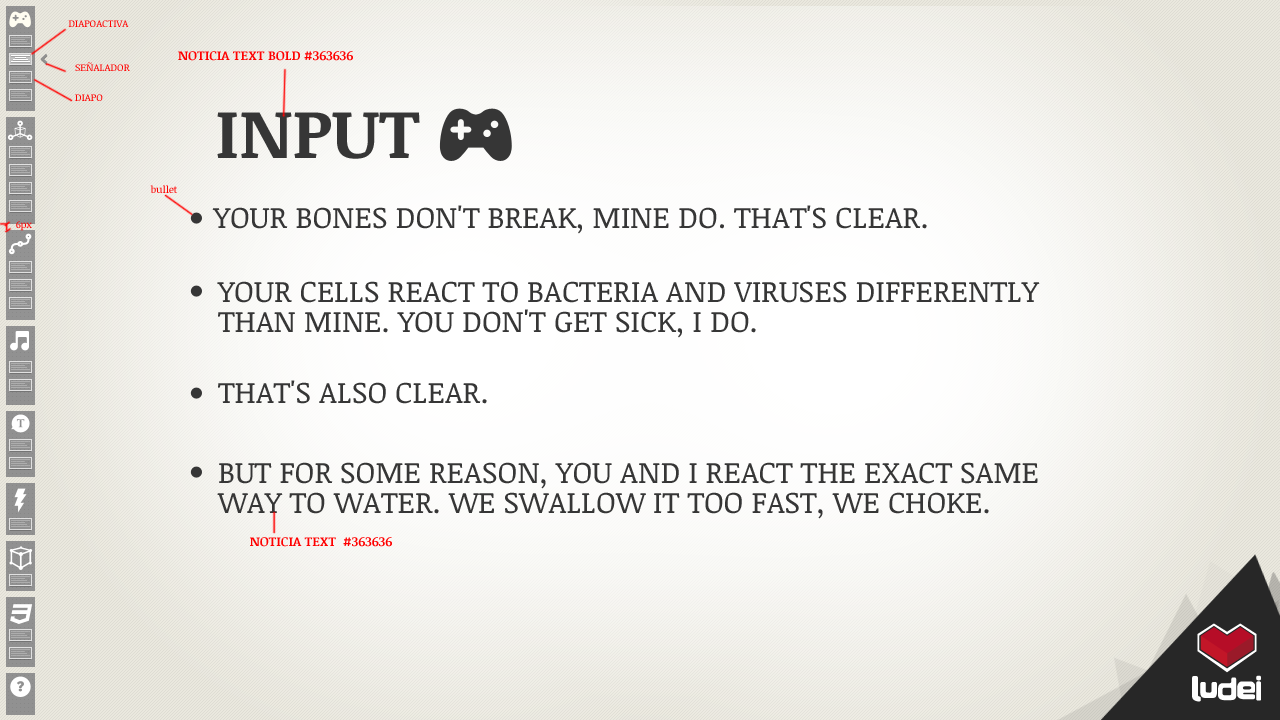 DIAPOACTIVA
NOTICIA TEXT BOLD #363636
SEÑALADOR
DIAPO
INPUT
bullet
YOUR BONES DON'T BREAK, MINE DO. THAT'S CLEAR.
6px
YOUR CELLS REACT TO BACTERIA AND VIRUSES DIFFERENTLY
THAN MINE. YOU DON'T GET SICK, I DO.
THAT'S ALSO CLEAR.
T
BUT FOR SOME REASON, YOU AND I REACT THE EXACT SAME
WAY TO WATER. WE SWALLOW IT TOO FAST, WE CHOKE.
NOTICIA TEXT #363636
3
?
ludei